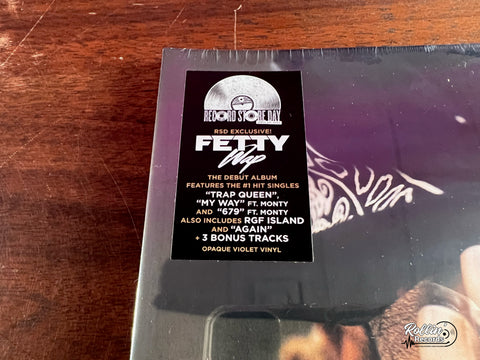 RECORD STORE DAY
RSD EXCLUSIVE!
FETTY
Wap
THE DEBUT ALBUM
FEATURES THE #1 HIT SINGLES
"TRAP QUEEN",
"MY WAY" FT. MONTY
AND "679" FT. MONTY
ALSO INCLUDES RGF ISLAND
AND "AGAIN"
+ 3 BONUS TRACKS
OPAQUE VIOLET VINYL
Rollin
Records